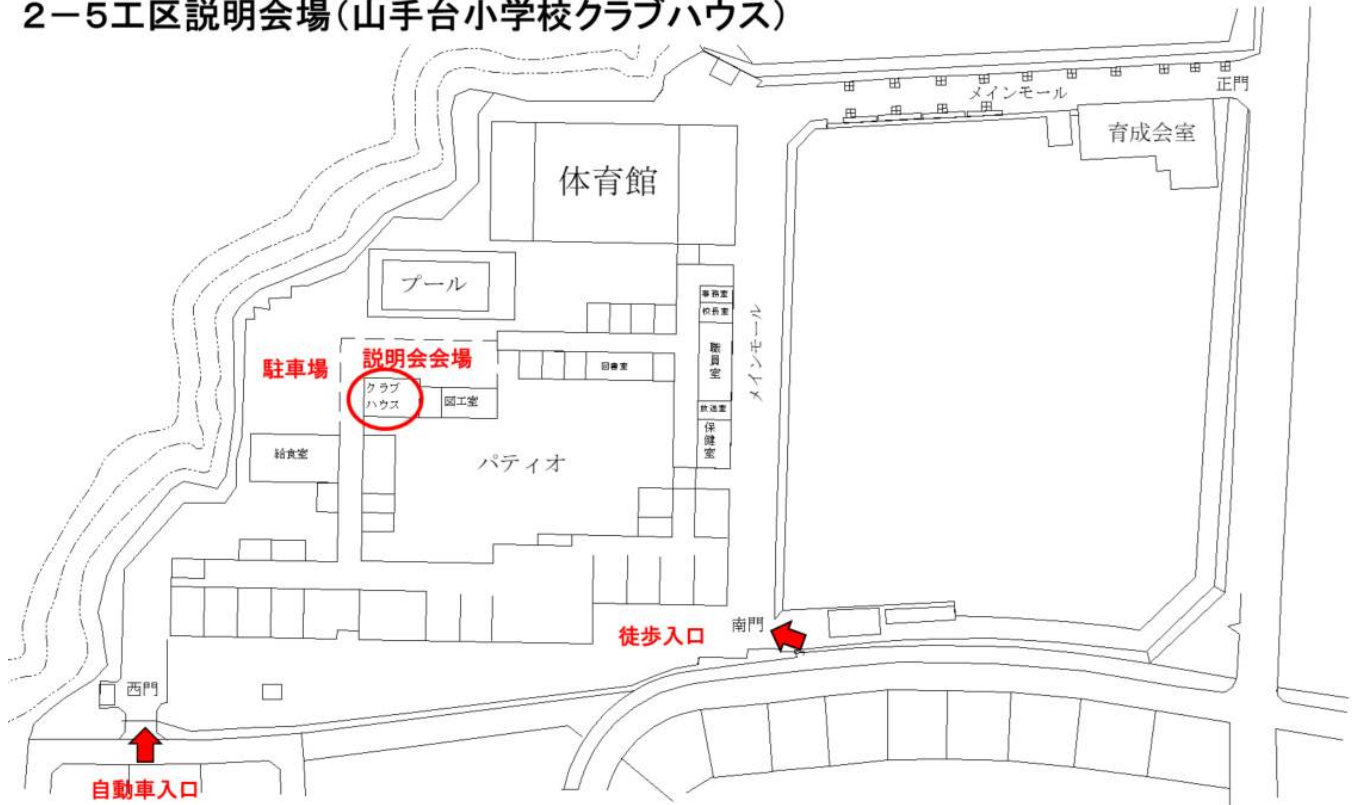 2-5工区説明会場(山手台小学校クラブハウス)
正門
メインモール
育成会室
体育館
プール
事務室
校長室
職員室
メインモール
放送室
保健室
図書室
駐車場
説明会会場
クラブ
ハウス
図工室
給食室
パティオ
徒歩入口
南門
西門
自動車入口